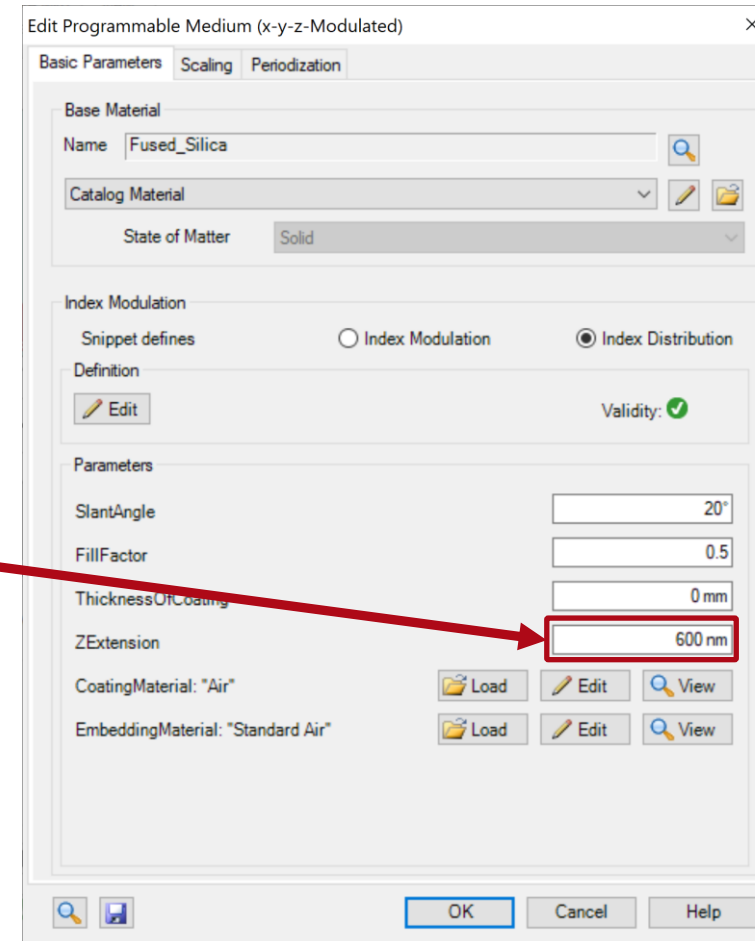 Edit Programmable Medium (x-y-z-Modulated)
Basic Parameters Scaling Periodization
Base Material
Name Fused_Silica
Catalog Material
State of Matter Solid
Index Modulation
Snippet defines Index Modulation Index Distribution
Definition
Edit Validity:
Parameters
SlantAngle 20°
FillFactor 0.5
ThicknessOfCoating 0 mm
ZExtension 600 nm
CoatingMaterial: "Air" Load Edit View
EmbeddingMaterial: "Standard Air" Load Edit View
OK Cancel Help